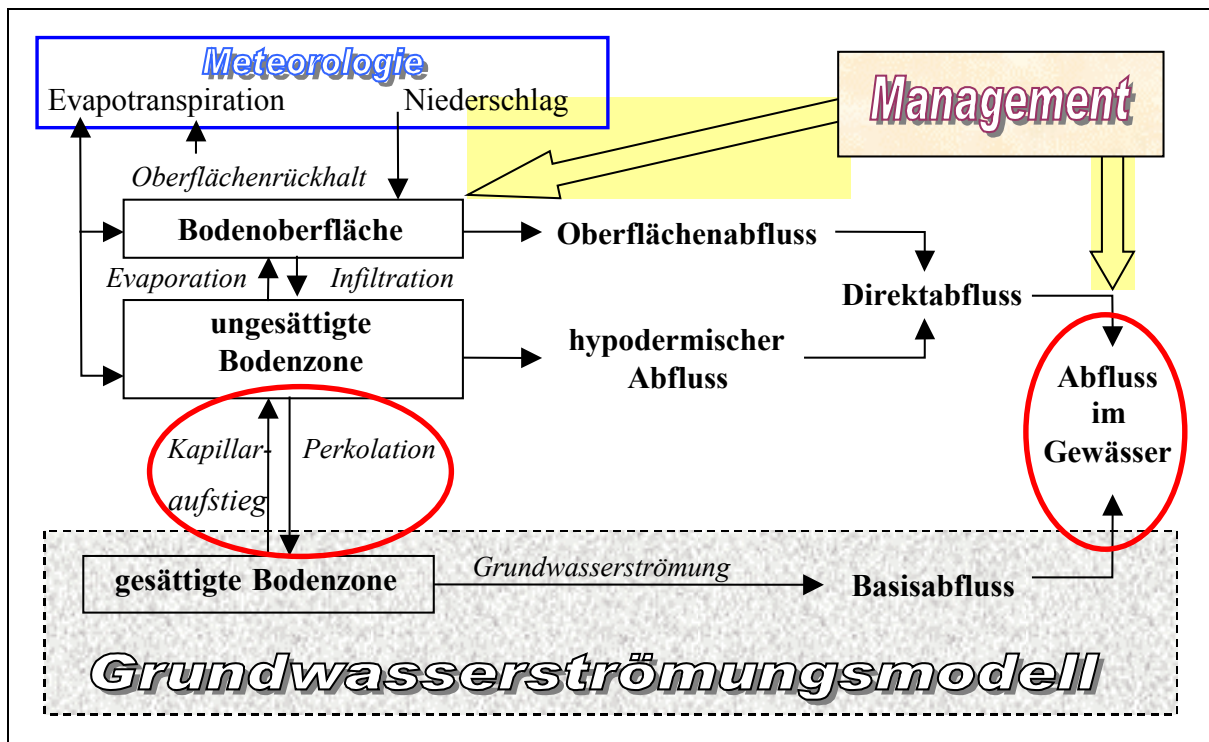 Meteorologie
Evapotranspiration
Niederschlag
Management
Oberflächenrückhalt
Bodenoberfläche
Oberflächenabfluss
Evaporation
Infiltration
Direktabfluss
ungesättigte
Bodenzone
hypodermischer
Abfluss
Abfluss
im
Gewässer
Kapillar-
aufstieg
Perkolation
gesättigte Bodenzone
Grundwasserströmung
Basisabfluss
Grundwasserströmungsmodell